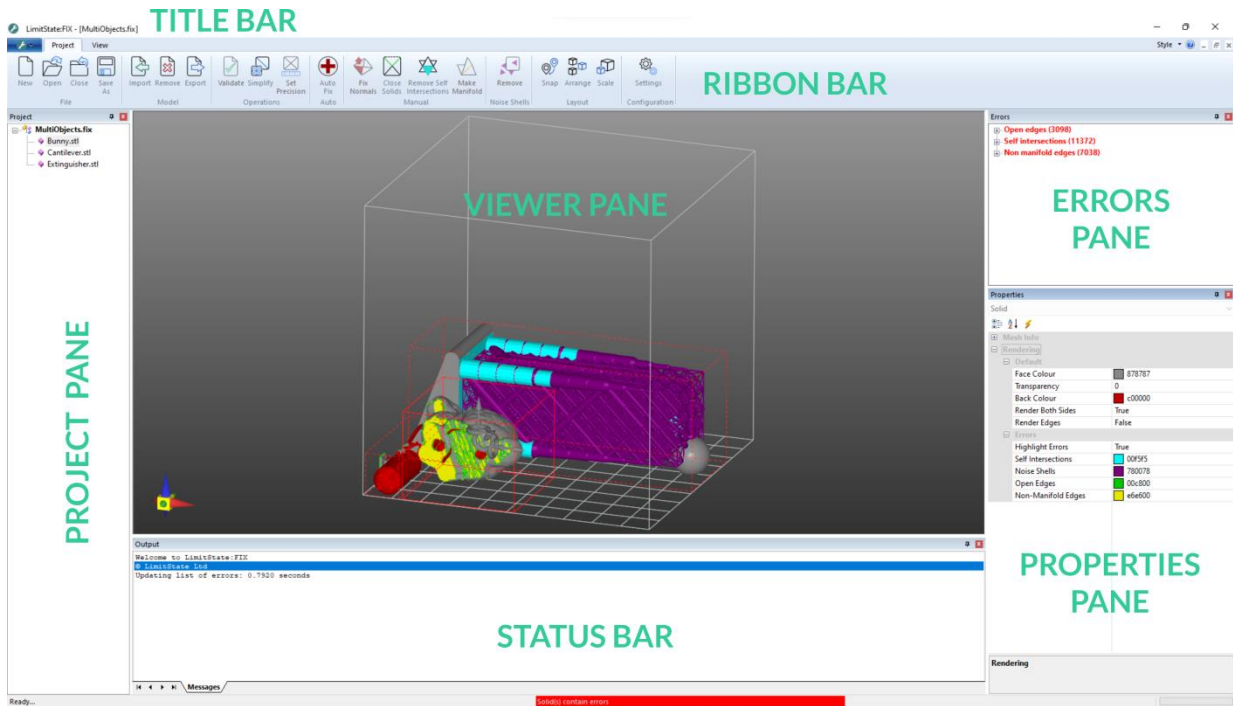 TITLE BAR
LimitState:FIX - [MultiObjects.fix]
Project View
Style
New Open Close Save As
Import Remove Export
Validate Simplify Set Precision
Auto Fix
Fix Normals Close Solids Remove Self Intersections Make Manifold
Remove
Snap Arrange Scale
Settings
File Model Operations Auto Manual Noise Shells Layout Configuration
RIBBON BAR
Project
MultiObjects.fix
Bunny.stl
Cantilever.stl
Extinguisher.stl
PROJECT PANE
VIEWER PANE
Errors
Open edges (3098)
Self intersections (11372)
Non manifold edges (7038)
ERRORS
PANE
Properties
Solid
Mesh Info
Rendering
Default
Face Colour 878787
Transparency 0
Back Colour c00000
Render Both Sides True
Render Edges False
Errors
Highlight Errors True
Self Intersections 00f5f5
Noise Shells 780078
Open Edges 00c800
Non-Manifold Edges e6e600
PROPERTIES
PANE
Rendering
Output
Welcome to LimitState:FIX
© LimitState Ltd
Updating list of errors: 0.7920 seconds
STATUS BAR
Messages
Ready...
Solid(s) contain errors